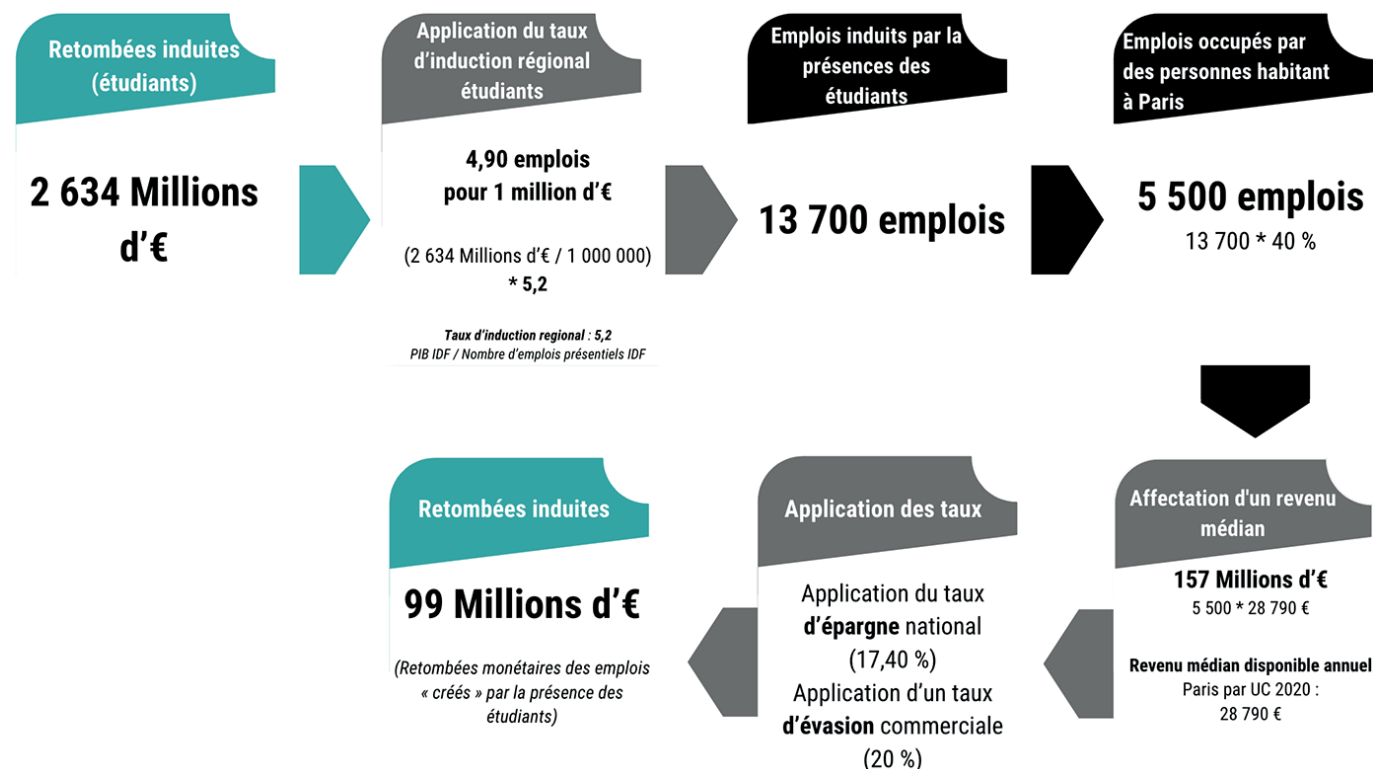 Retombées induites
(étudiants)
2 634 Millions
d'€
Application du taux
d'induction régional
étudiants
4,90 emplois
pour 1 million d'€
(2 634 Millions d'€ / 1 000 000)
* 5,2
Taux d'induction regional : 5,2
PIB IDF / Nombre d'emplois présentiels IDF
Emplois induits par la
présences des
étudiants
13 700 emplois
Emplois occupés par
des personnes habitant
à Paris
5 500 emplois
13 700 * 40 %
Affectation d'un revenu
médian
157 Millions d'€
5 500 * 28 790 €
Revenu médian disponible annuel
Paris par UC 2020 :
28 790 €
Application des taux
Application du taux
d'épargne national
(17,40 %)
Application d'un taux
d'évasion commerciale
(20 %)
Retombées induites
99 Millions d'€
(Retombées monétaires des emplois
« créés » par la présence des
étudiants)